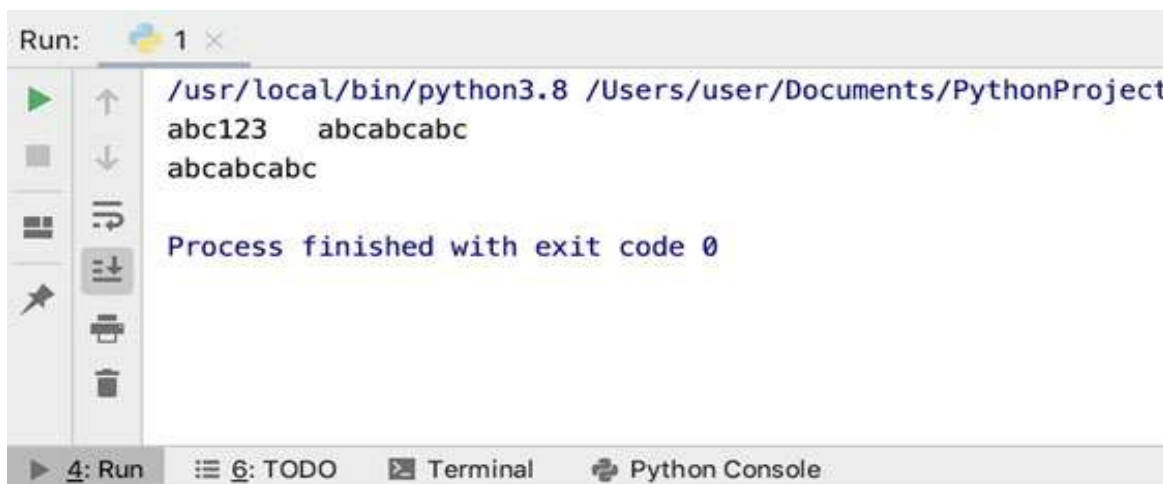 Run: 1
/usr/local/bin/python3.8 /Users/user/Documents/PythonProject
abc123   abcabcabc
abcabcabc
Process finished with exit code 0
4: Run 6: TODO Terminal Python Console